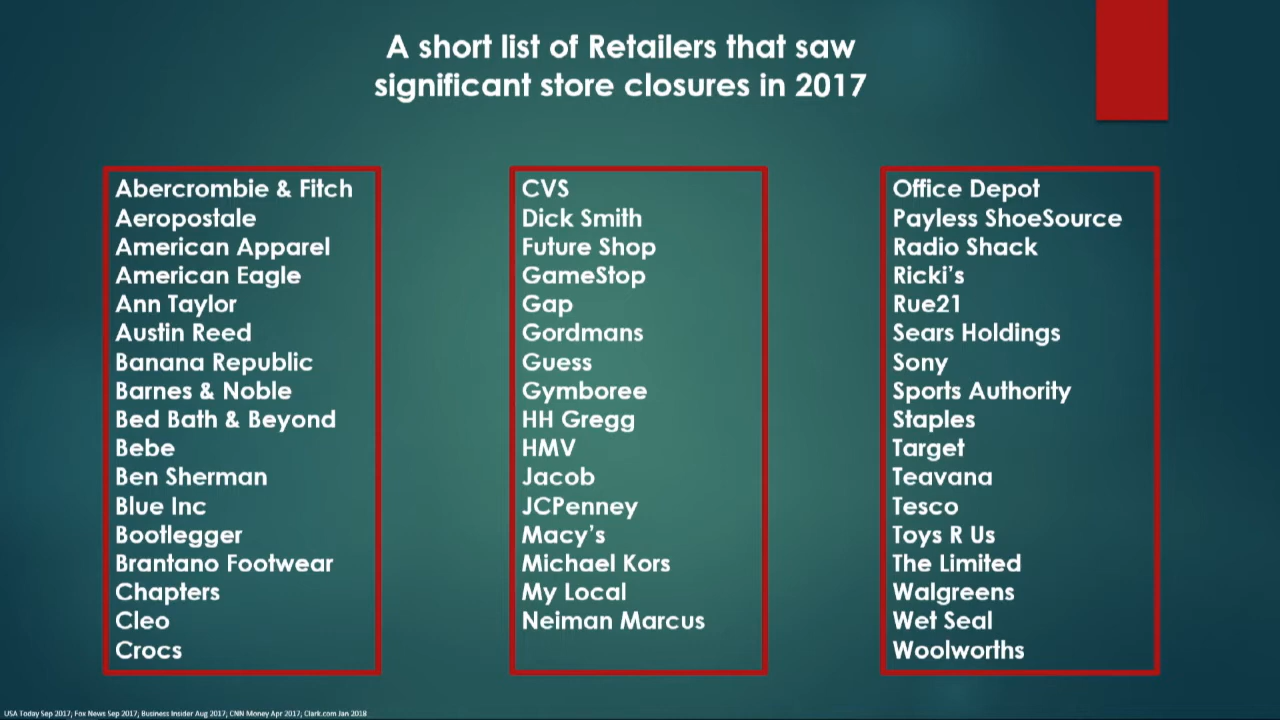 A short list of Retailers that saw
significant store closures in 2017
Abercrombie & Fitch
Aeropostale
American Apparel
American Eagle
Ann Taylor
Austin Reed
Banana Republic
Barnes & Noble
Bed Bath & Beyond
Bebe
Ben Sherman
Blue Inc
Bootlegger
Brantano Footwear
Chapters
Cleo
Crocs
CVS
Dick Smith
Future Shop
GameStop
Gap
Gordmans
Guess
Gymboree
HH Gregg
HMV
Jacob
JCPenney
Macy’s
Michael Kors
My Local
Neiman Marcus
Office Depot
Payless ShoeSource
Radio Shack
Ricki’s
Rue21
Sears Holdings
Sony
Sports Authority
Staples
Target
Teavana
Tesco
Toys R Us
The Limited
Walgreens
Wet Seal
Woolworths
USA Today Sep 2017; Fox News Sep 2017; Business Insider Aug 2017; CNN Money Apr 2017; Clark.com Jan 2018